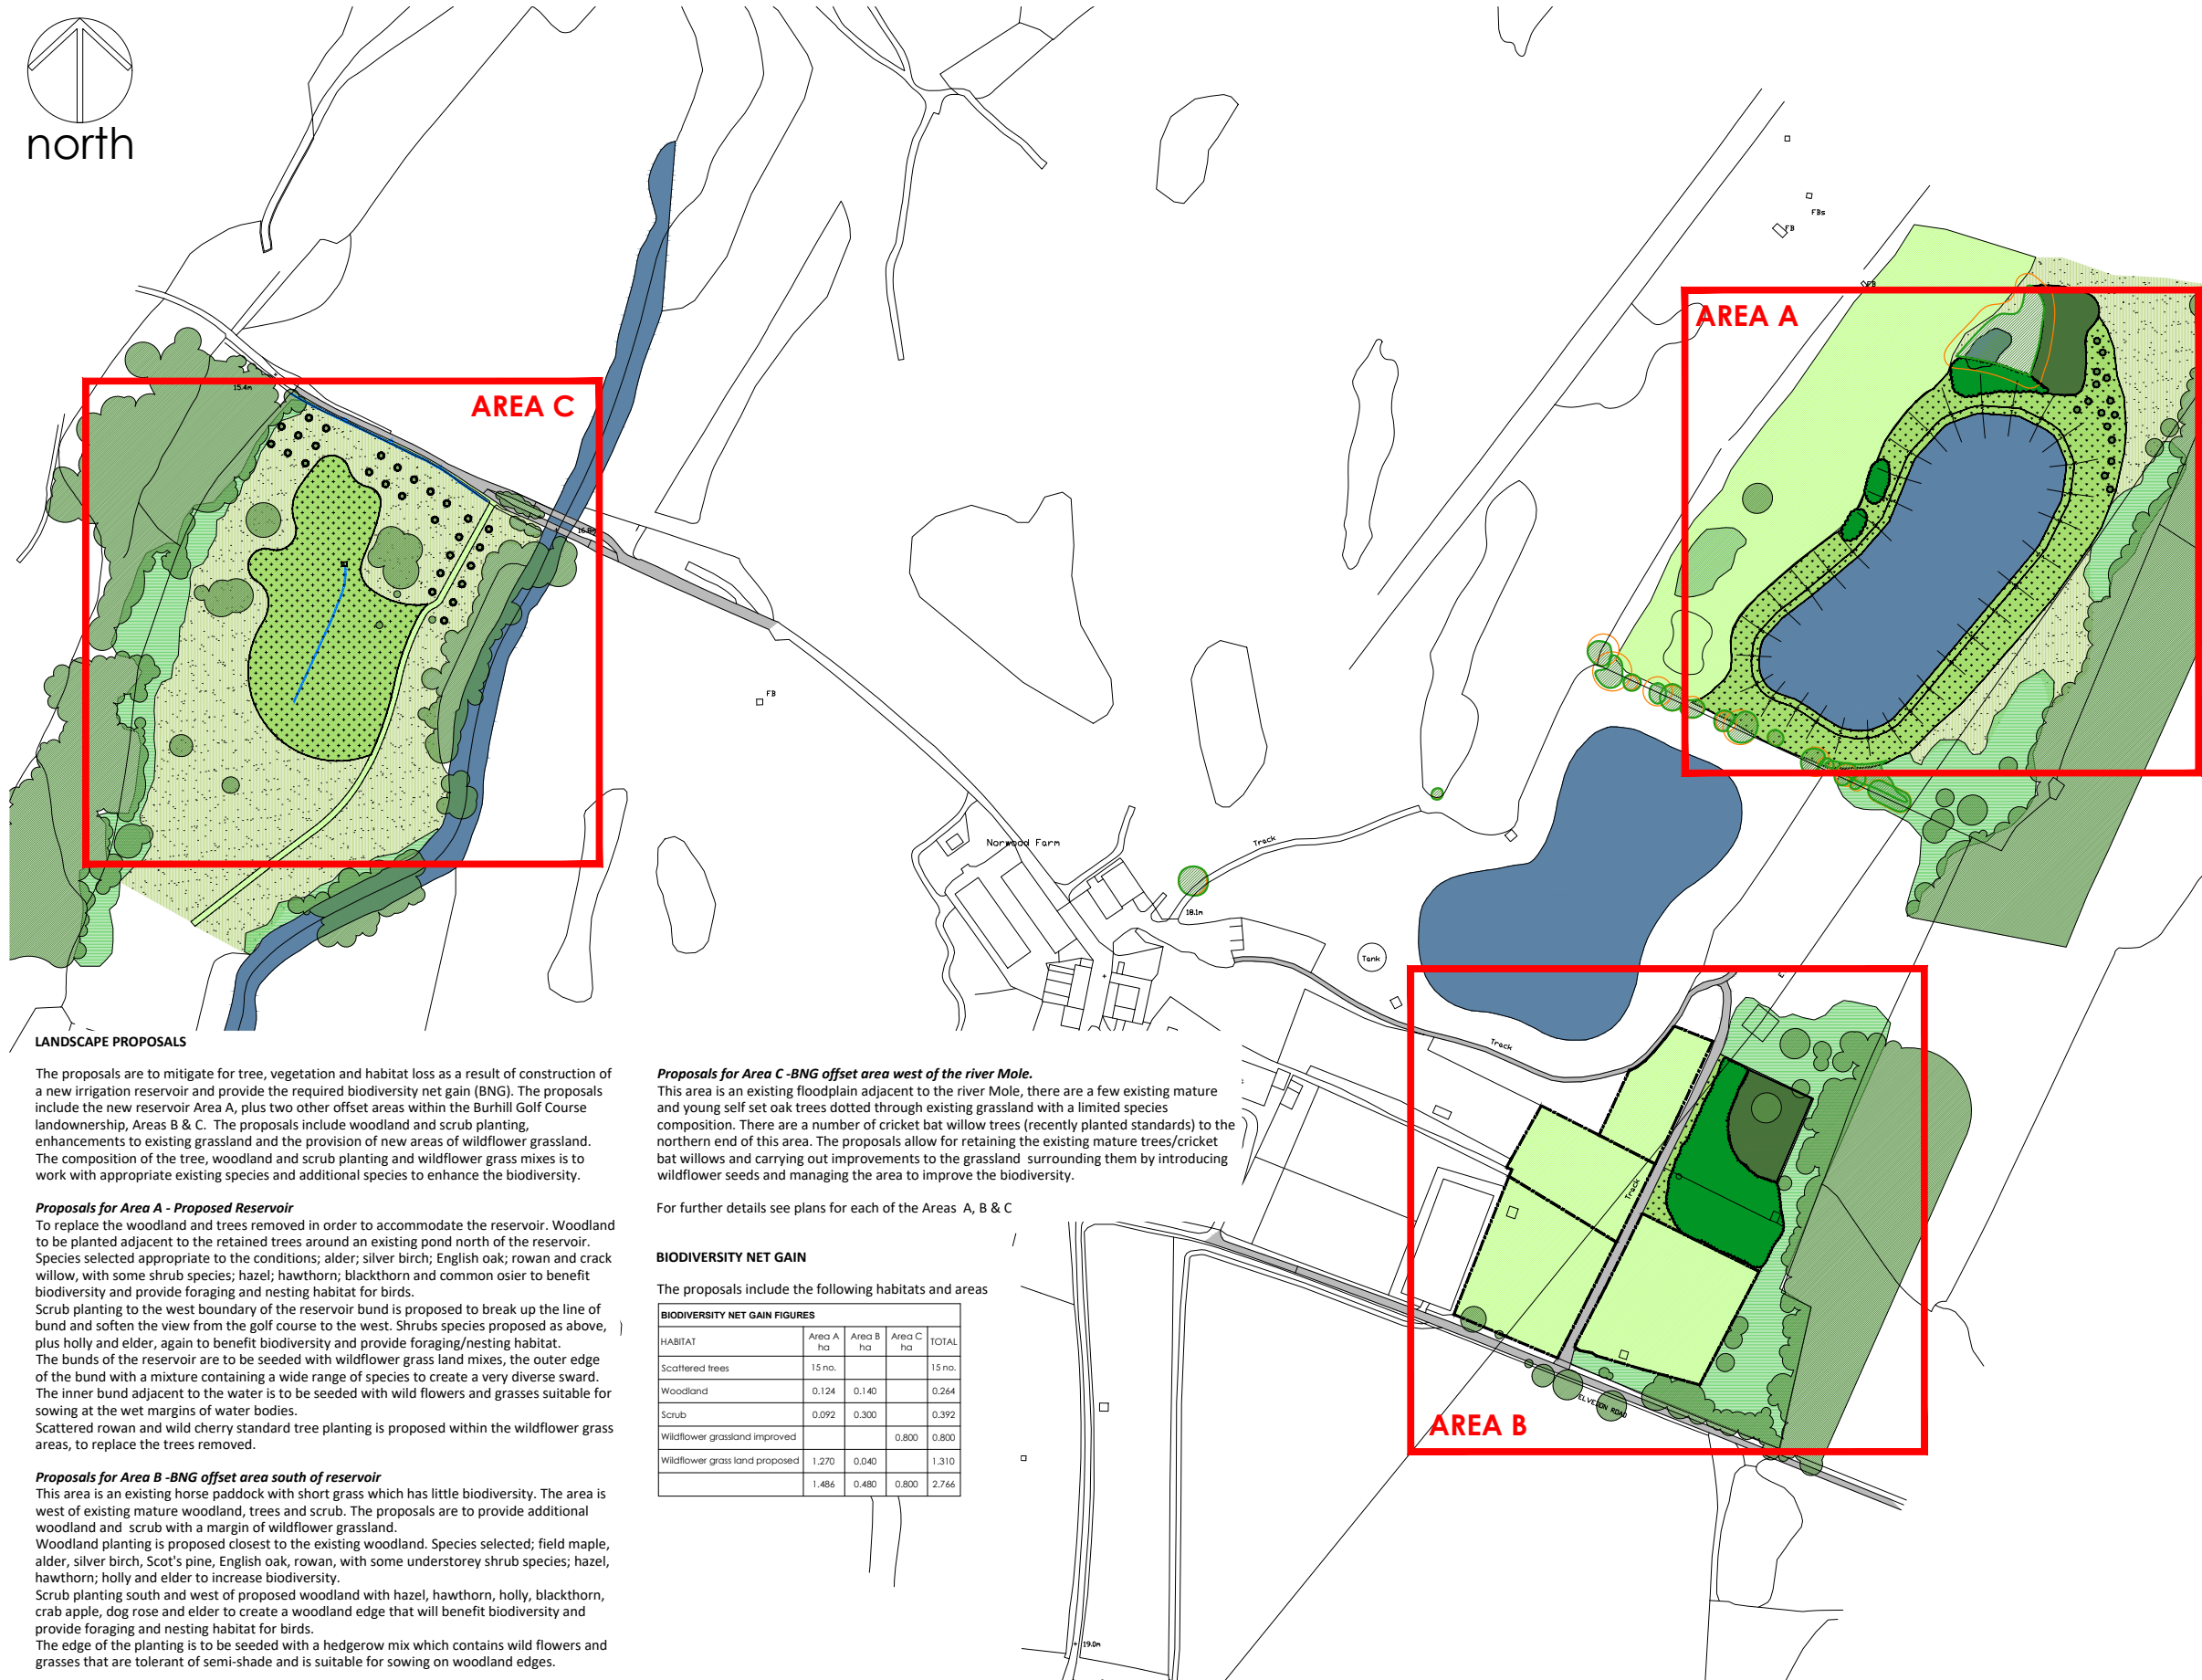 north
FBs
FB
FB
AREA A
15.4m
AREA C
FB
Norwood Farm
Track
18.1m
Tank
Track
Track
ELVEDON ROAD
AREA B
19.0m
LANDSCAPE PROPOSALS
The proposals are to mitigate for tree, vegetation and habitat loss as a result of construction of
a new irrigation reservoir and provide the required biodiversity net gain (BNG). The proposals
include the new reservoir Area A, plus two other offset areas within the Burhill Golf Course
landownership, Areas B & C. The proposals include woodland and scrub planting,
enhancements to existing grassland and the provision of new areas of wildflower grassland.
The composition of the tree, woodland and scrub planting and wildflower grass mixes is to
work with appropriate existing species and additional species to enhance the biodiversity.
Proposals for Area A - Proposed Reservoir
To replace the woodland and trees removed in order to accommodate the reservoir. Woodland
to be planted adjacent to the retained trees around an existing pond north of the reservoir.
Species selected appropriate to the conditions; alder; silver birch; English oak; rowan and crack
willow, with some shrub species; hazel; hawthorn; blackthorn and common osier to benefit
biodiversity and provide foraging and nesting habitat for birds.
Scrub planting to the west boundary of the reservoir bund is proposed to break up the line of
bund and soften the view from the golf course to the west. Shrubs species proposed as above,
plus holly and elder, again to benefit biodiversity and provide foraging/nesting habitat.
The bunds of the reservoir are to be seeded with wildflower grass land mixes, the outer edge
of the bund with a mixture containing a wide range of species to create a very diverse sward.
The inner bund adjacent to the water is to be seeded with wild flowers and grasses suitable for
sowing at the wet margins of water bodies.
Scattered rowan and wild cherry standard tree planting is proposed within the wildflower grass
areas, to replace the trees removed.
Proposals for Area B -BNG offset area south of reservoir
This area is an existing horse paddock with short grass which has little biodiversity. The area is
west of existing mature woodland, trees and scrub. The proposals are to provide additional
woodland and scrub with a margin of wildflower grassland.
Woodland planting is proposed closest to the existing woodland. Species selected; field maple,
alder, silver birch, Scot's pine, English oak, rowan, with some understorey shrub species; hazel,
hawthorn; holly and elder to increase biodiversity.
Scrub planting south and west of proposed woodland with hazel, hawthorn, holly, blackthorn,
crab apple, dog rose and elder to create a woodland edge that will benefit biodiversity and
provide foraging and nesting habitat for birds.
The edge of the planting is to be seeded with a hedgerow mix which contains wild flowers and
grasses that are tolerant of semi-shade and is suitable for sowing on woodland edges.
Proposals for Area C -BNG offset area west of the river Mole.
This area is an existing floodplain adjacent to the river Mole, there are a few existing mature
and young self set oak trees dotted through existing grassland with a limited species
composition. There are a number of cricket bat willow trees (recently planted standards) to the
northern end of this area. The proposals allow for retaining the existing mature trees/cricket
bat willows and carrying out improvements to the grassland surrounding them by introducing
wildflower seeds and managing the area to improve the biodiversity.
For further details see plans for each of the Areas A, B & C
BIODIVERSITY NET GAIN
The proposals include the following habitats and areas
BIODIVERSITY NET GAIN FIGURES
HABITAT Area A ha Area B ha Area C ha TOTAL
Scattered trees 15 no. 15 no.
Woodland 0.124 0.140 0.264
Scrub 0.092 0.300 0.392
Wildflower grassland improved 0.800 0.800
Wildflower grass land proposed 1.270 0.040 1.310
1.486 0.480 0.800 2.766